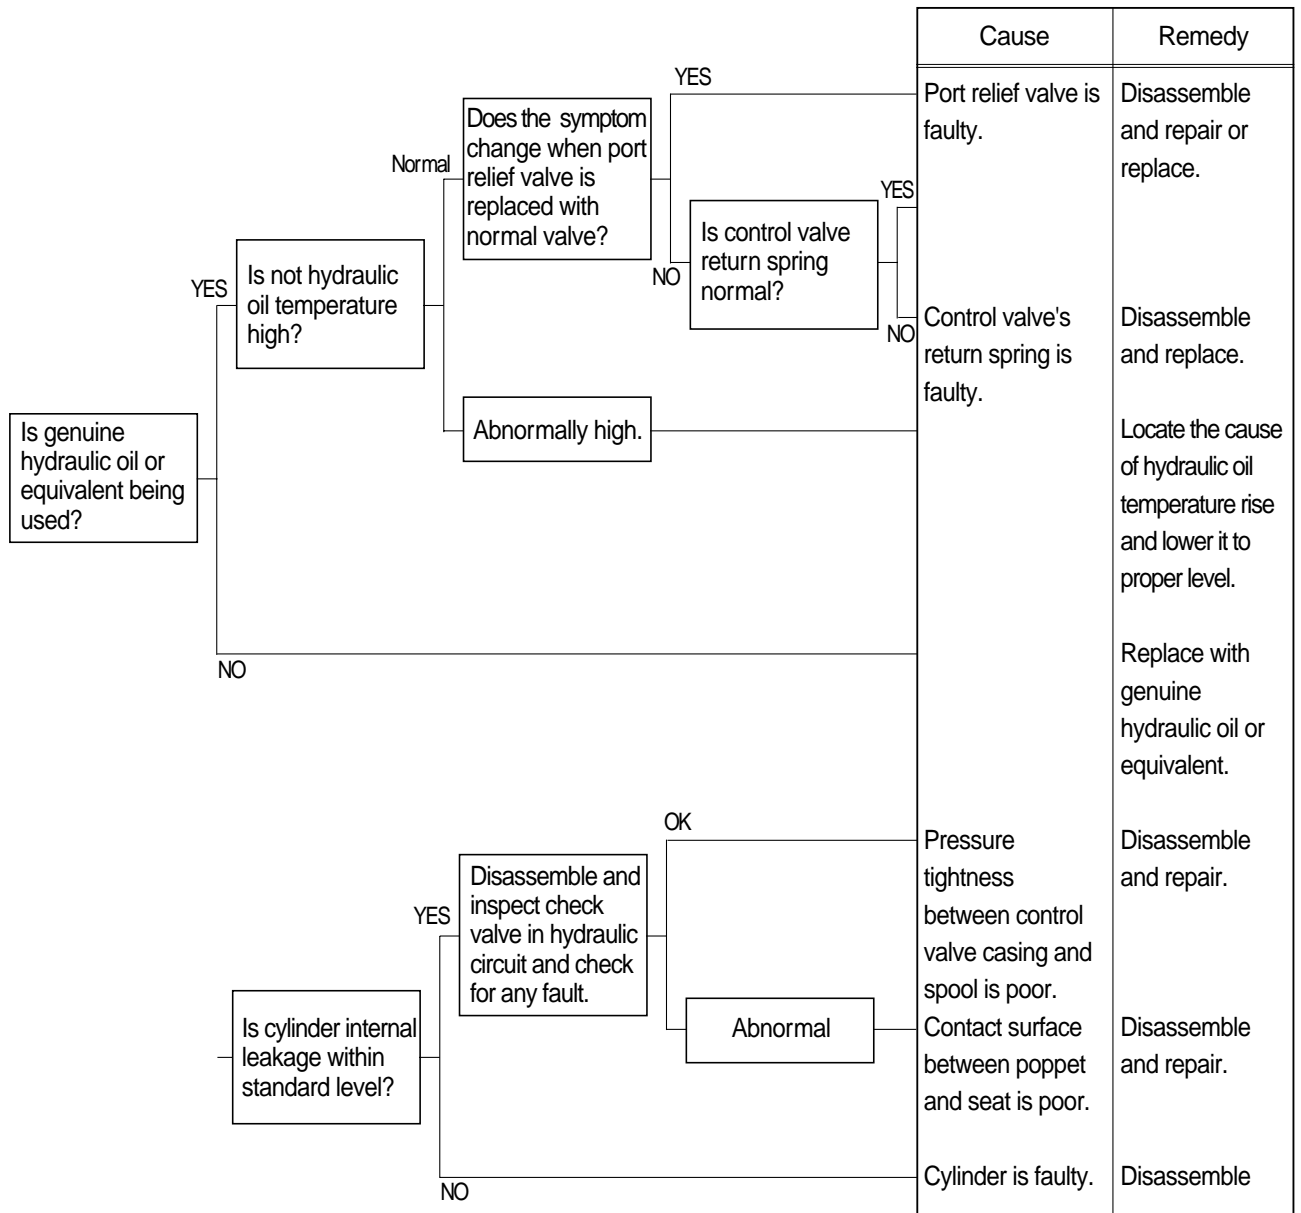 Cause
Remedy
YES
Port relief valve is
faulty.
Disassemble
and repair or
replace.
Does the symptom
change when port
relief valve is
replaced with
normal valve?
Normal
YES
Is control valve
return spring
normal?
NO
NO
Control valve's
return spring is
faulty.
Disassemble
and replace.
YES
Is not hydraulic
oil temperature
high?
Abnormally high.
Locate the cause
of hydraulic oil
temperature rise
and lower it to
proper level.
Is genuine
hydraulic oil or
equivalent being
used?
NO
Replace with
genuine
hydraulic oil or
equivalent.
OK
Pressure
tightness
between control
valve casing and
spool is poor.
Disassemble
and repair.
YES
Disassemble and
inspect check
valve in hydraulic
circuit and check
for any fault.
Abnormal
Contact surface
between poppet
and seat is poor.
Disassemble
and repair.
Is cylinder internal
leakage within
standard level?
NO
Cylinder is faulty.
Disassemble